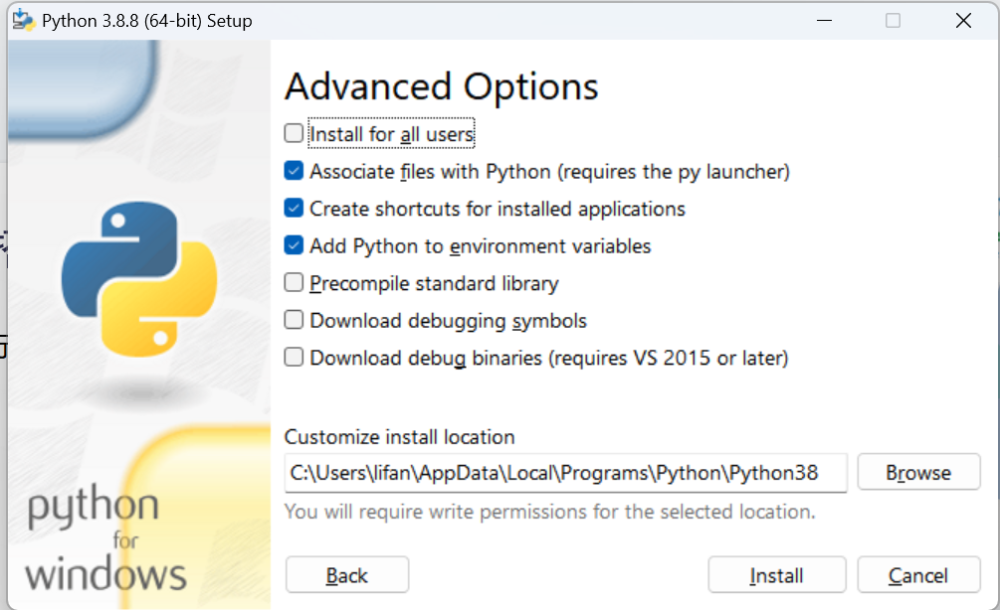 Python 3.8.8 (64-bit) Setup
Advanced Options
Install for all users
Associate files with Python (requires the py launcher)
Create shortcuts for installed applications
Add Python to environment variables
Precompile standard library
Download debugging symbols
Download debug binaries (requires VS 2015 or later)
Customize install location
C:\Users\lifan\AppData\Local\Programs\Python\Python38
Browse
You will require write permissions for the selected location.
python
for
windows
Back
Install
Cancel